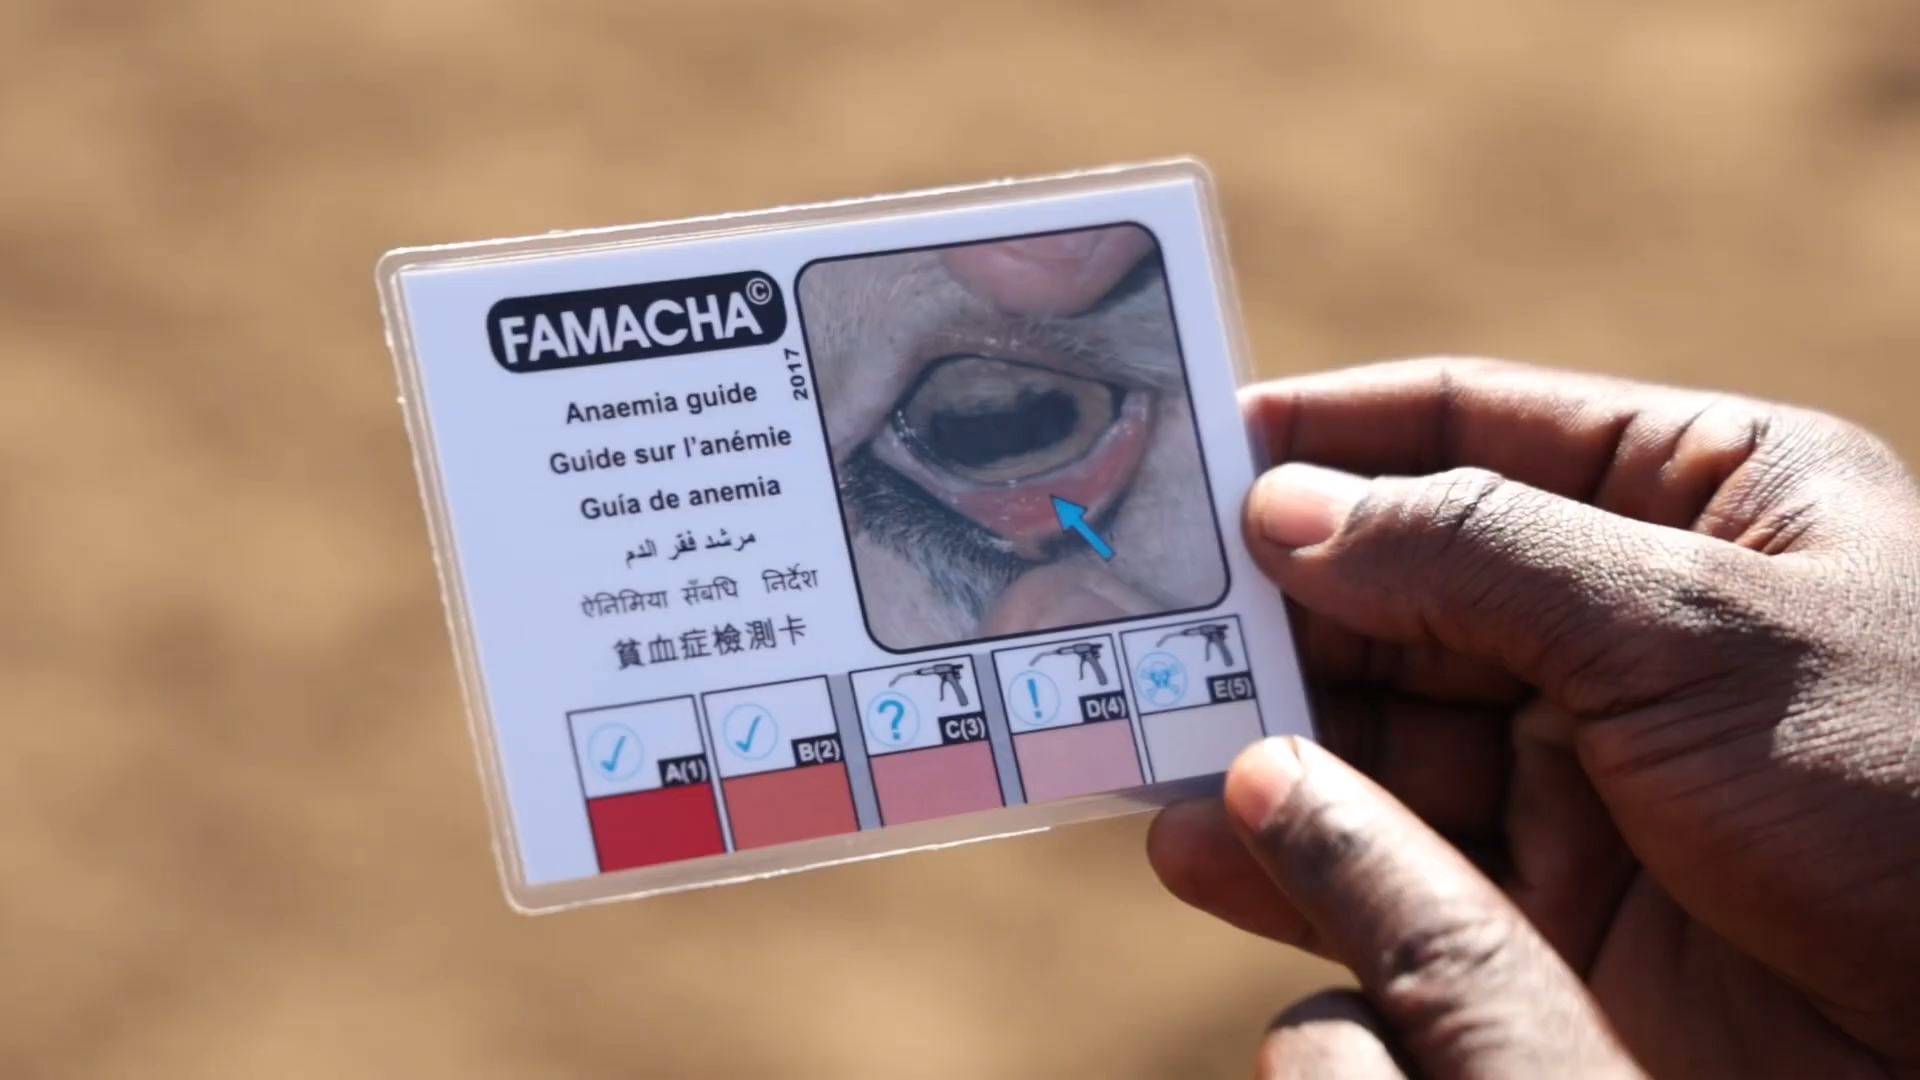 FAMACHA©
2017
Anaemia guide
Guide sur l'anémie
Guía de anemia
مرشد فقر الدم
ऐनिमिया सँबधि निर्देश
貧血症檢測卡
✓ A(1)
✓ B(2)
? C(3)
! D(4)
E(5)